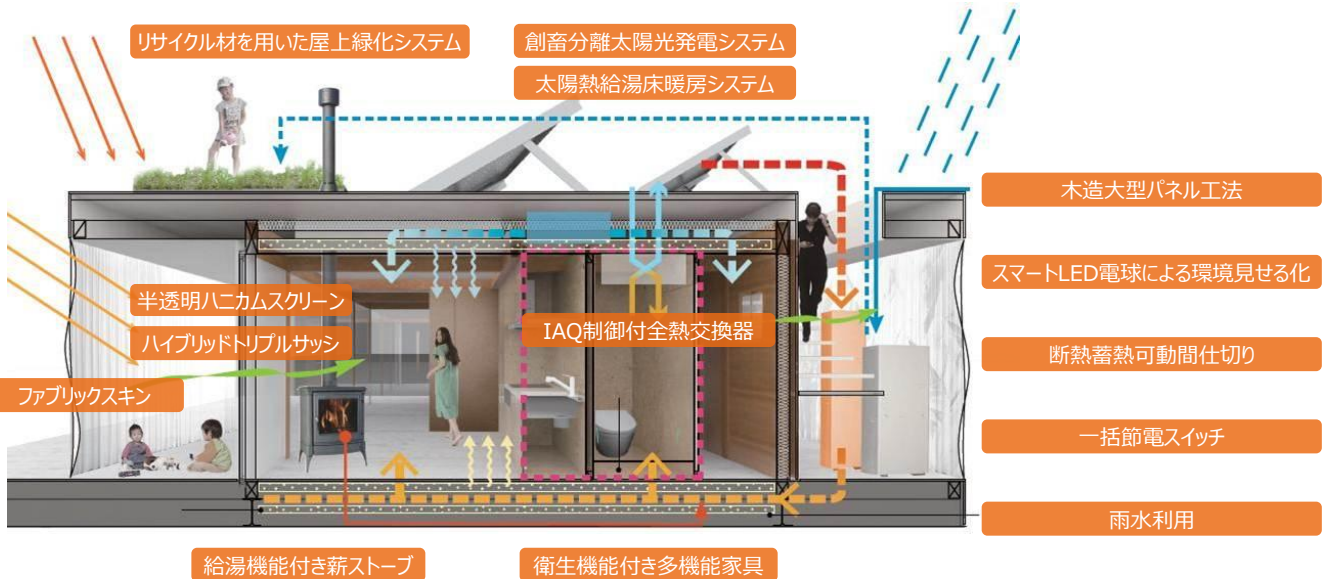 リサイクル材を用いた屋上緑化システム
創畜分離太陽光発電システム
太陽熱給湯床暖房システム
木造大型パネル工法
スマートLED電球による環境見せる化
半透明ハニカムスクリーン
IAQ制御付全熱交換器
ハイブリッドトリプルサッシ
断熱蓄熱可動間仕切り
ファブリックスキン
一括節電スイッチ
雨水利用
給湯機能付き薪ストーブ
衛生機能付き多機能家具